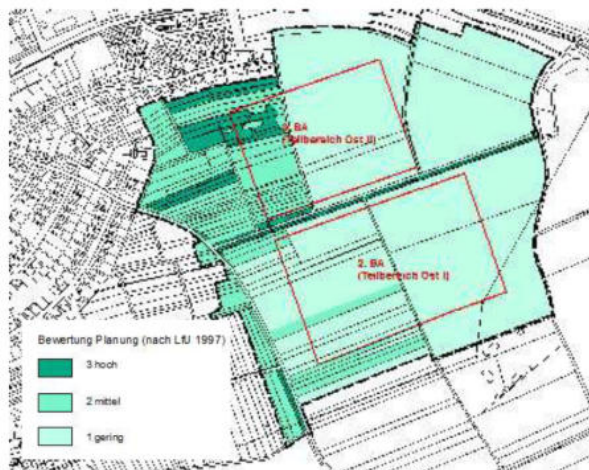 BA
(Teilbereich Ost II)
2. BA
(Teilbereich Ost I)
Bewertung Planung (nach LfU 1997)
3 hoch
2 mittel
1 gering